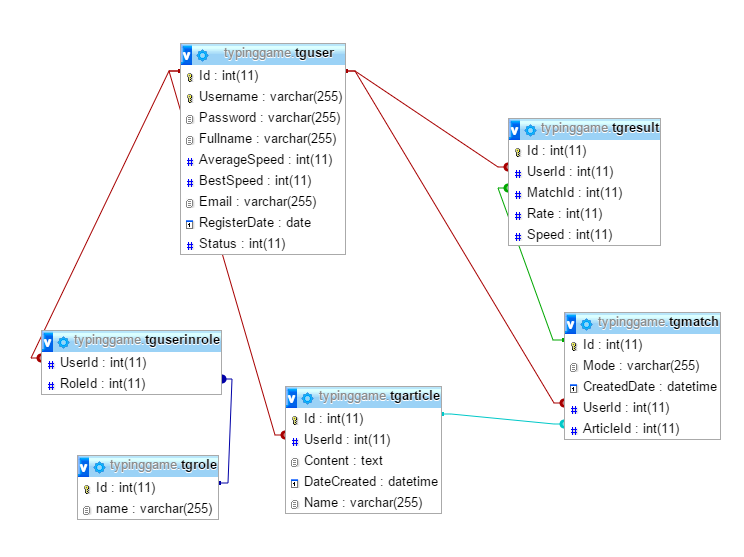 typinggame.tguser
Id : int(11)
Username : varchar(255)
Password : varchar(255)
Fullname : varchar(255)
AverageSpeed : int(11)
BestSpeed : int(11)
Email : varchar(255)
RegisterDate : date
Status : int(11)
typinggame.tgresult
Id : int(11)
UserId : int(11)
MatchId : int(11)
Rate : int(11)
Speed : int(11)
typinggame.tguserinrole
UserId : int(11)
RoleId : int(11)
typinggame.tgmatch
Id : int(11)
Mode : varchar(255)
CreatedDate : datetime
UserId : int(11)
ArticleId : int(11)
typinggame.tgarticle
Id : int(11)
UserId : int(11)
Content : text
DateCreated : datetime
Name : varchar(255)
typinggame.tgrole
Id : int(11)
name : varchar(255)